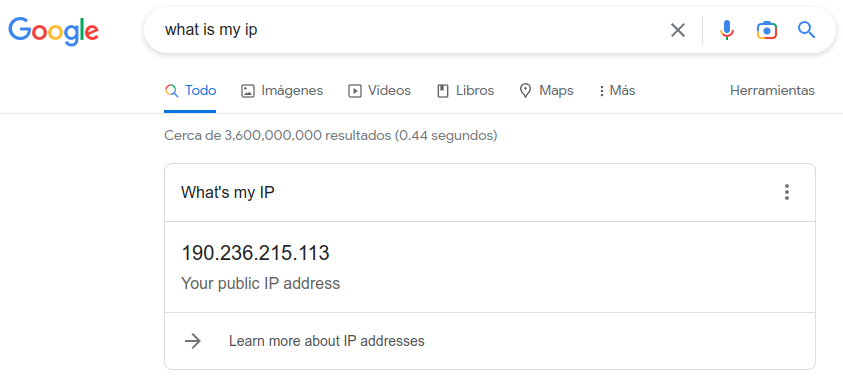 Google what is my ip
Todo Imágenes Vídeos Libros Maps Más Herramientas
Cerca de 3,600,000,000 resultados (0.44 segundos)
What's my IP
190.236.215.113
Your public IP address
Learn more about IP addresses